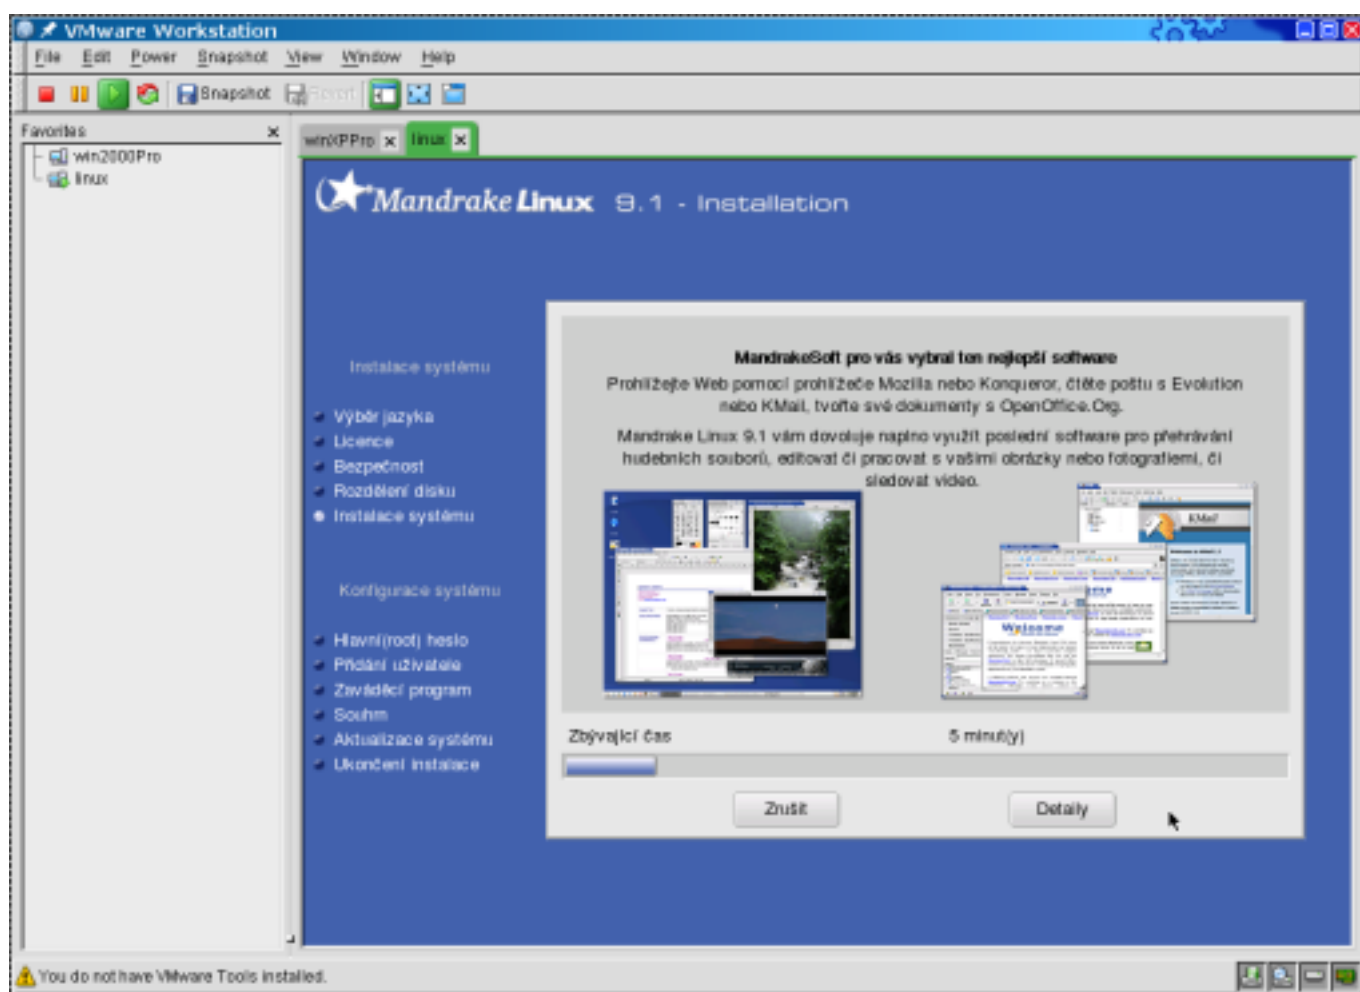 VMware Workstation
File Edit Power Snapshot View Window Help
Snapshot Revert
Favorites
win2000Pro
linux
winXPPro linux
Mandrake Linux 9.1 - Installation
Instalace systému
Výběr jazyka
Licence
Bezpečnost
Rozdělení disku
Instalace systému
Konfigurace systému
Hlavní(root) heslo
Přidání uživatele
Zaváděcí program
Souhrn
Aktualizace systému
Ukončení instalace
MandrakeSoft pro vás vybral ten nejlepší software
Prohlížejte Web pomocí prohlížeče Mozilla nebo Konqueror, čtěte poštu s Evolution
nebo KMail, tvořte své dokumenty s OpenOffice.Org.
Mandrake Linux 9.1 vám dovoluje naplno využít poslední software pro přehrávání
hudebních souborů, editovat či pracovat s vašimi obrázky nebo fotografiemi, či
sledovat video.
KMail
Welcome
Zbývající čas 5 minut(y)
Zrušit Detaily
You do not have VMware Tools installed.